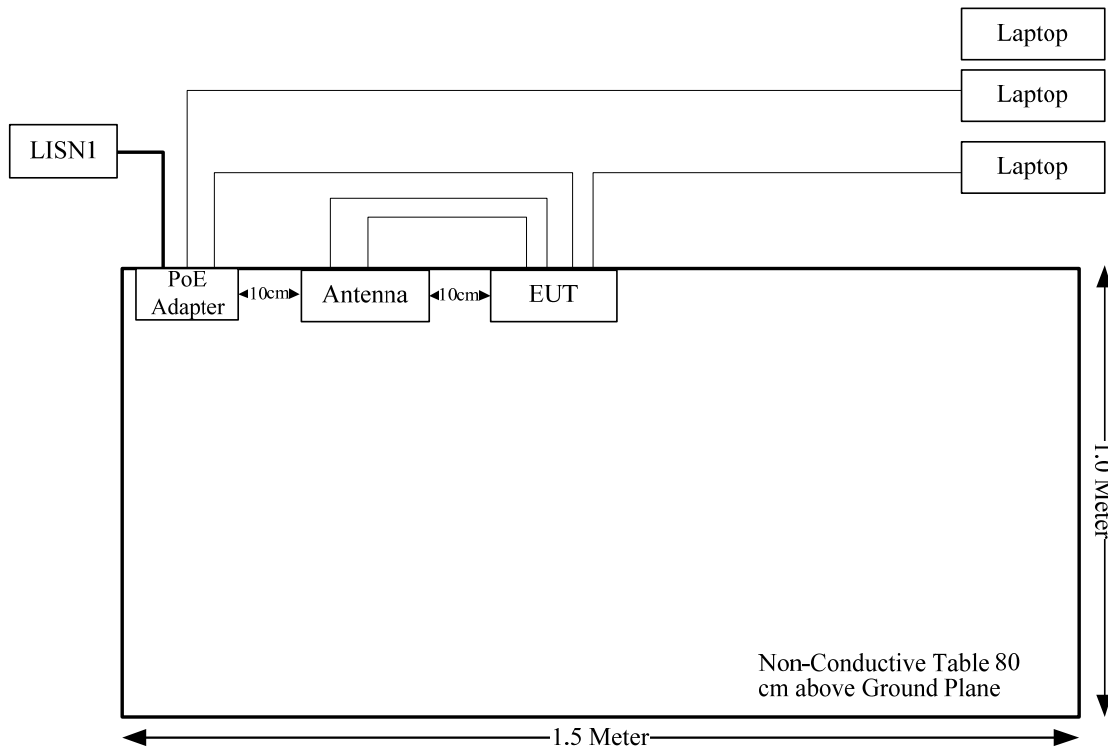 Laptop
Laptop
LISN1
Laptop
PoE
Adapter
10cm
Antenna
10cm
EUT
1.0 Meter
Non-Conductive Table 80
cm above Ground Plane
1.5 Meter